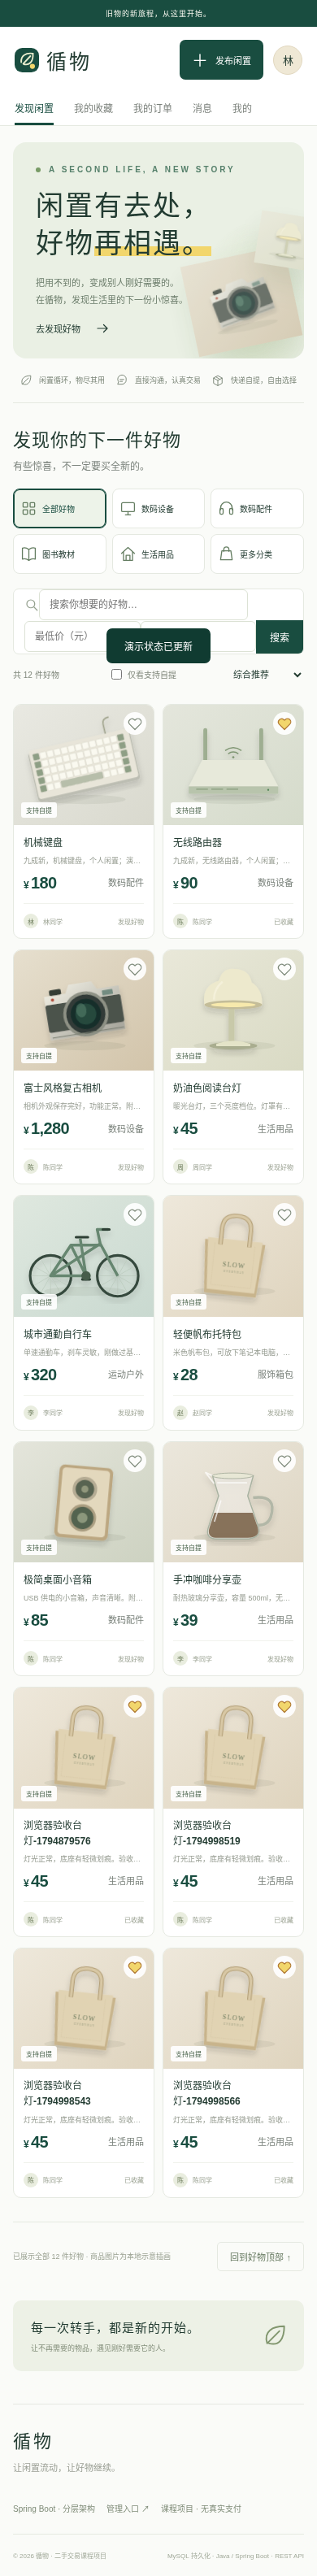 旧物的新旅程，从这里开始。
循物
发布闲置
林
发现闲置
我的收藏
我的订单
消息
我的
A SECOND LIFE, A NEW STORY
闲置有去处，
好物再相遇。
把用不到的，变成别人刚好需要的。
在循物，发现生活里的下一份小惊喜。
去发现好物 →
闲置循环，物尽其用
直接沟通，认真交易
快递自提，自由选择
发现你的下一件好物
有些惊喜，不一定要买全新的。
全部好物
数码设备
数码配件
图书教材
生活用品
更多分类
搜索你想要的好物…
最低价（元）
搜索
演示状态已更新
共 12 件好物
仅看支持自提
综合推荐
支持自提
机械键盘
九成新，机械键盘，个人闲置；演…
¥180
数码配件
林 林同学
发现好物
支持自提
无线路由器
九成新，无线路由器，个人闲置；…
¥90
数码设备
陈 陈同学
已收藏
支持自提
富士风格复古相机
相机外观保存完好，功能正常。附…
¥1,280
数码设备
陈 陈同学
发现好物
支持自提
奶油色阅读台灯
暖光台灯，三个亮度档位。灯罩有…
¥45
生活用品
周 周同学
发现好物
支持自提
城市通勤自行车
单速通勤车，刹车灵敏，刚做过基…
¥320
运动户外
李 李同学
发现好物
SLOW
支持自提
轻便帆布托特包
米色帆布包，可放下笔记本电脑，…
¥28
服饰箱包
赵 赵同学
发现好物
支持自提
极简桌面小音箱
USB 供电的小音箱，声音清晰。附…
¥85
数码配件
陈 陈同学
发现好物
支持自提
手冲咖啡分享壶
耐热玻璃分享壶，容量 500ml，无…
¥39
生活用品
李 李同学
发现好物
SLOW
支持自提
浏览器验收台
灯-1794879576
灯光正常，底座有轻微划痕。验收…
¥45
生活用品
陈 陈同学
已收藏
SLOW
支持自提
浏览器验收台
灯-1794998519
灯光正常，底座有轻微划痕。验收…
¥45
生活用品
陈 陈同学
已收藏
SLOW
支持自提
浏览器验收台
灯-1794998543
灯光正常，底座有轻微划痕。验收…
¥45
生活用品
陈 陈同学
已收藏
SLOW
支持自提
浏览器验收台
灯-1794998566
灯光正常，底座有轻微划痕。验收…
¥45
生活用品
陈 陈同学
已收藏
已展示全部 12 件好物 · 商品图片为本地示意插画
回到好物顶部 ↑
每一次转手，都是新的开始。
让不再需要的物品，遇见刚好需要它的人。
循物
让闲置流动，让好物继续。
Spring Boot · 分层架构
管理入口 ↗
课程项目 · 无真实支付
© 2026 循物 · 二手交易课程项目
MySQL 持久化 · Java / Spring Boot · REST API